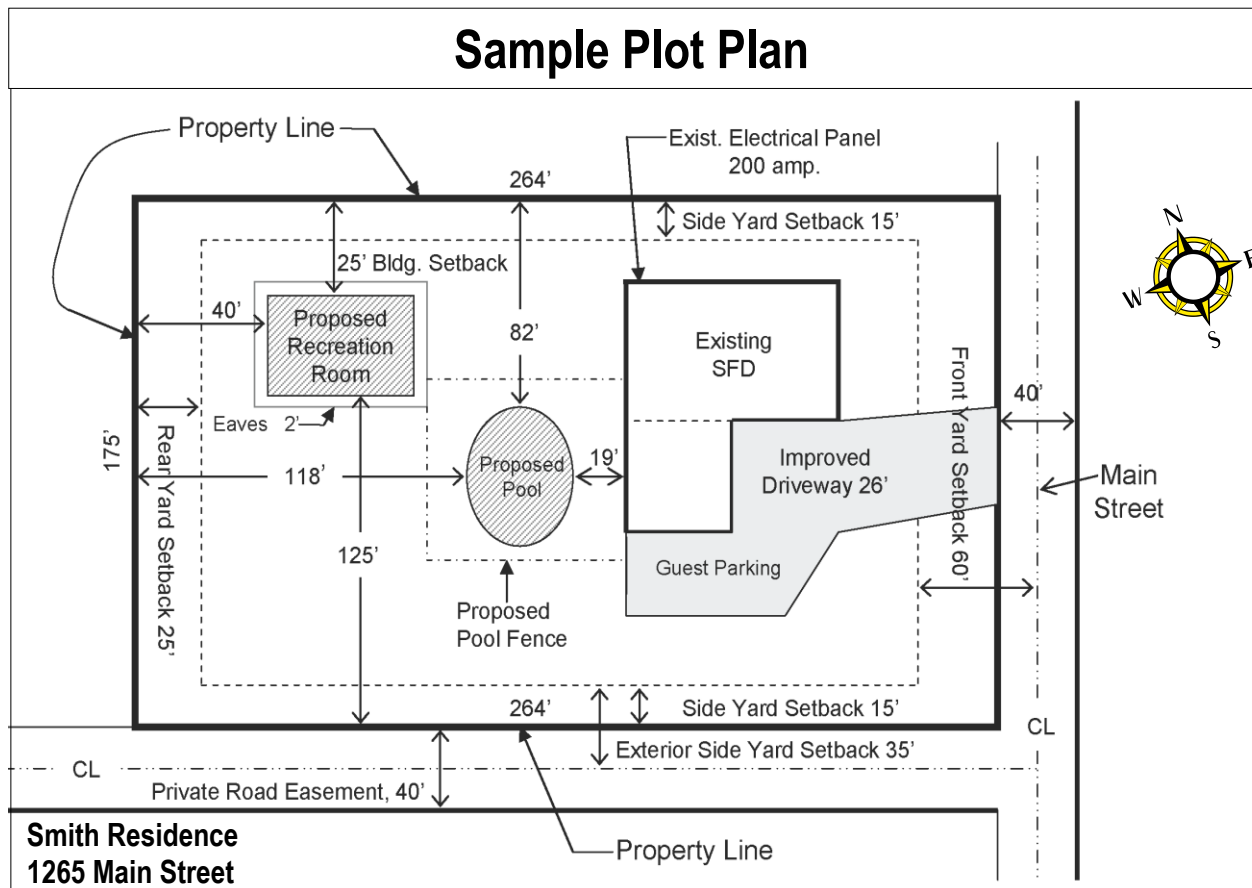 Sample Plot Plan
Property Line
Exist. Electrical Panel
200 amp.
264’
Side Yard Setback 15’
N
E
W
S
25’ Bldg. Setback
40’
Proposed
Recreation
Room
82’
Existing
SFD
Front Yard Setback 60’
40’
Eaves 2’
175’
Rear Yard Setback 25’
118’
Proposed
Pool
19’
Improved
Driveway 26’
Main
Street
125’
Guest Parking
Proposed
Pool Fence
264’
Side Yard Setback 15’
CL
Exterior Side Yard Setback 35’
CL
Private Road Easement, 40’
Smith Residence
1265 Main Street
Property Line